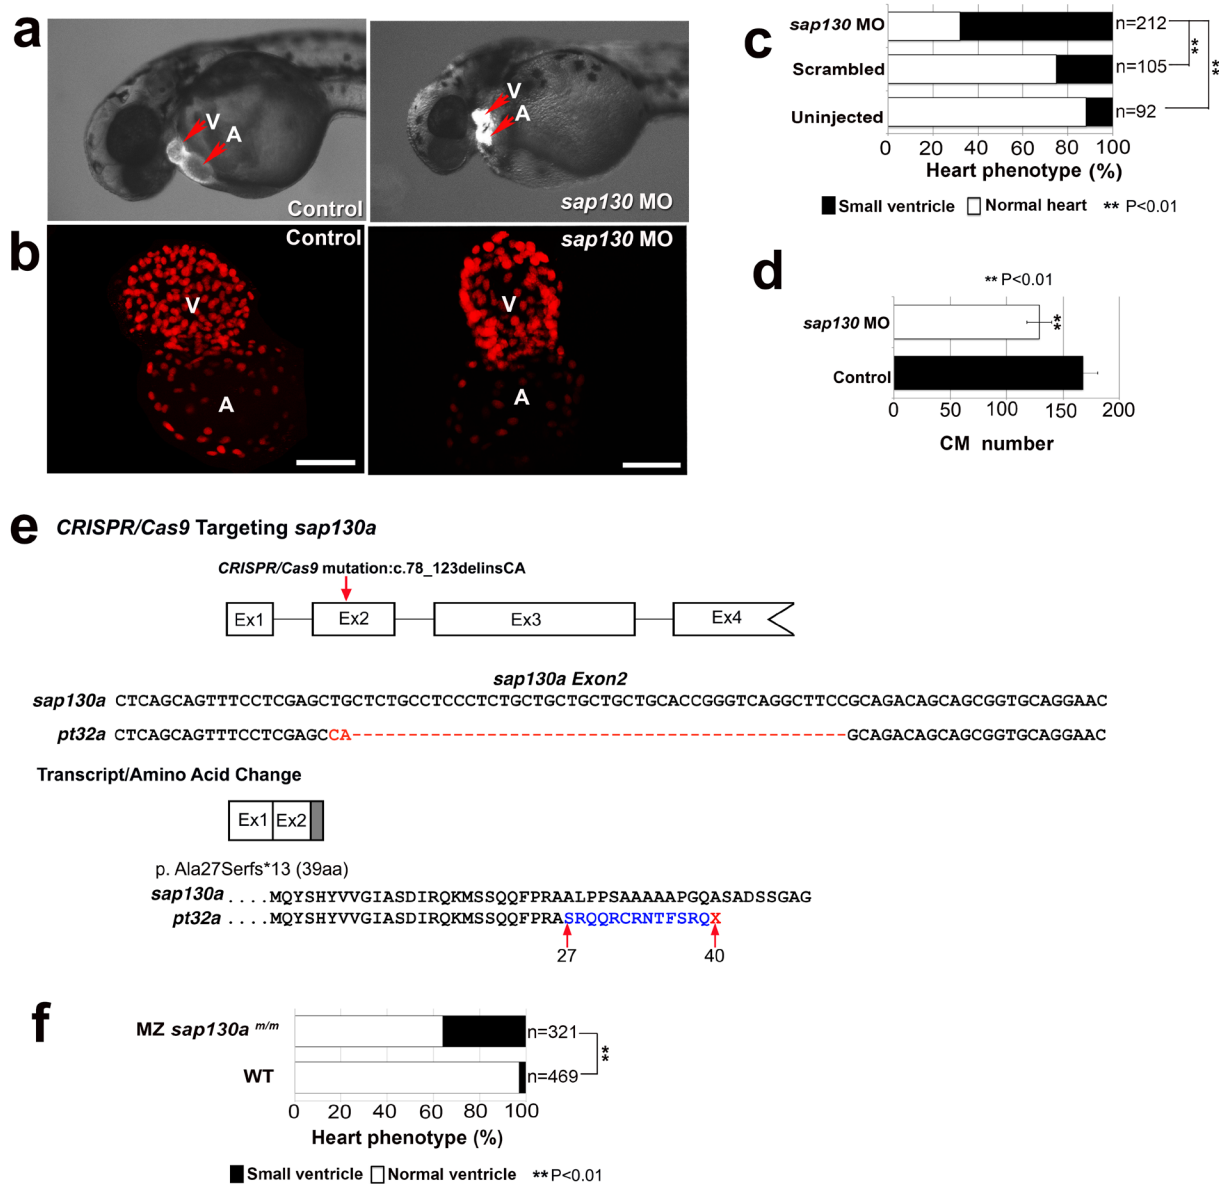 a
V
A
Control
V
A
sap130 MO
b
Control
V
A
sap130 MO
V
A
c
sap130 MO
n=212
Scrambled
n=105
Uninjected
n=92
**
**
0 20 40 60 80 100
Heart phenotype (%)
Small ventricle Normal heart ** P<0.01
d
** P<0.01
sap130 MO
**
Control
0 50 100 150 200
CM number
e
CRISPR/Cas9 Targeting sap130a
CRISPR/Cas9 mutation:c.78_123delinsCA
Ex1 Ex2 Ex3 Ex4
sap130a Exon2
sap130a CTCAGCAGTTTCCTCGAGCTGCTCTGCCTCCCTCTGCTGCTGCTGCTGCACCGGGTCAGGCTTCCGCAGACAGCAGCGGTGCAGGAAC
pt32a CTCAGCAGTTTCCTCGAGCCA----------------------------------------GCAGACAGCAGCGGTGCAGGAAC
Transcript/Amino Acid Change
Ex1 Ex2
p. Ala27Serfs*13 (39aa)
sap130a ....MQYSHYVVGIASDIRQKMSSQQFPRAALPPSAAAAAPGQASADSSGAG
pt32a ....MQYSHYVVGIASDIRQKMSSQQFPRASRQQRCRNTFSRQX
27 40
f
MZ sap130a m/m
n=321
WT
n=469
**
0 20 40 60 80 100
Heart phenotype (%)
Small ventricle Normal ventricle ** P<0.01